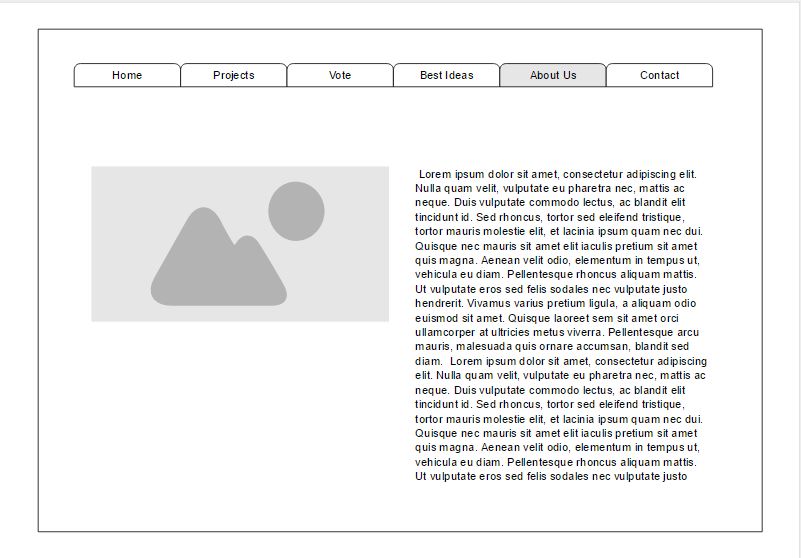 Home Projects Vote Best Ideas About Us Contact
Lorem ipsum dolor sit amet, consectetur adipiscing elit.
Nulla quam velit, vulputate eu pharetra nec, mattis ac
neque. Duis vulputate commodo lectus, ac blandit elit
tincidunt id. Sed rhoncus, tortor sed eleifend tristique,
tortor mauris molestie elit, et lacinia ipsum quam nec dui.
Quisque nec mauris sit amet elit iaculis pretium sit amet
quis magna. Aenean velit odio, elementum in tempus ut,
vehicula eu diam. Pellentesque rhoncus aliquam mattis.
Ut vulputate eros sed felis sodales nec vulputate justo
hendrerit. Vivamus varius pretium ligula, a aliquam odio
euismod sit amet. Quisque laoreet sem sit amet orci
ullamcorper at ultricies metus viverra. Pellentesque arcu
mauris, malesuada quis ornare accumsan, blandit sed
diam. Lorem ipsum dolor sit amet, consectetur adipiscing
elit. Nulla quam velit, vulputate eu pharetra nec, mattis ac
neque. Duis vulputate commodo lectus, ac blandit elit
tincidunt id. Sed rhoncus, tortor sed eleifend tristique,
tortor mauris molestie elit, et lacinia ipsum quam nec dui.
Quisque nec mauris sit amet elit iaculis pretium sit amet
quis magna. Aenean velit odio, elementum in tempus ut,
vehicula eu diam. Pellentesque rhoncus aliquam mattis.
Ut vulputate eros sed felis sodales nec vulputate justo